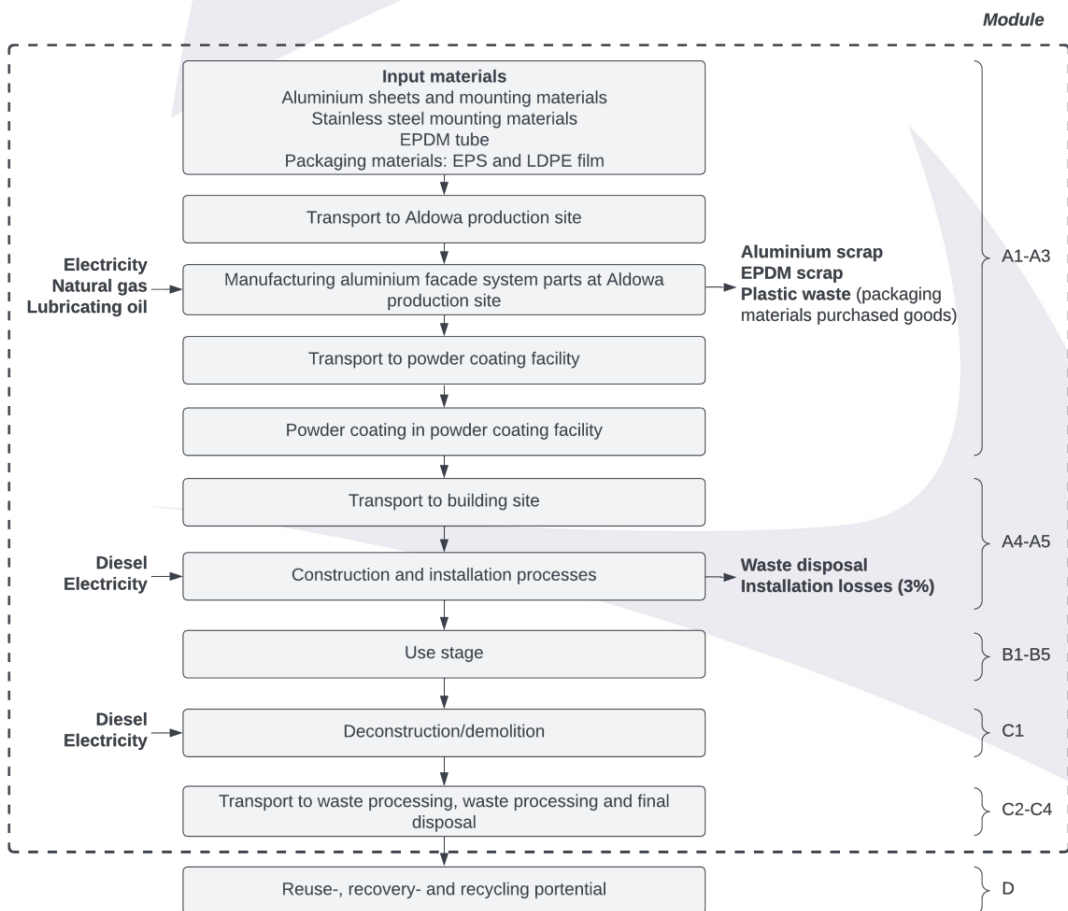 Module
Input materials
Aluminium sheets and mounting materials
Stainless steel mounting materials
EPDM tube
Packaging materials: EPS and LDPE film
Transport to Aldowa production site
Electricity
Natural gas
Lubricating oil
Manufacturing aluminium facade system parts at Aldowa
production site
Aluminium scrap
EPDM scrap
Plastic waste (packaging
materials purchased goods)
A1-A3
Transport to powder coating facility
Powder coating in powder coating facility
Transport to building site
Diesel
Electricity
Construction and installation processes
Waste disposal
Installation losses (3%)
A4-A5
Use stage
B1-B5
Diesel
Electricity
Deconstruction/demolition
C1
Transport to waste processing, waste processing and final
disposal
C2-C4
Reuse-, recovery- and recycling portential
D